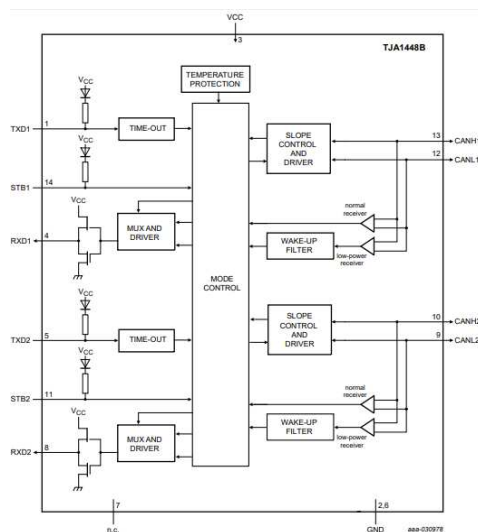 VCC
3
TJA1448B
TEMPERATURE
PROTECTION
VCC
TXD1
1
TIME-OUT
SLOPE
CONTROL
AND
DRIVER
13
CANH1
12
CANL1
VCC
STB1
14
VCC
RXD1
4
MUX AND
DRIVER
normal
receiver
WAKE-UP
FILTER
low-power
receiver
MODE
CONTROL
VCC
TXD2
5
TIME-OUT
SLOPE
CONTROL
AND
DRIVER
10
CANH2
9
CANL2
VCC
STB2
11
VCC
RXD2
8
MUX AND
DRIVER
normal
receiver
WAKE-UP
FILTER
low-power
receiver
7
n.c.
2,6
GND
aaa-030978